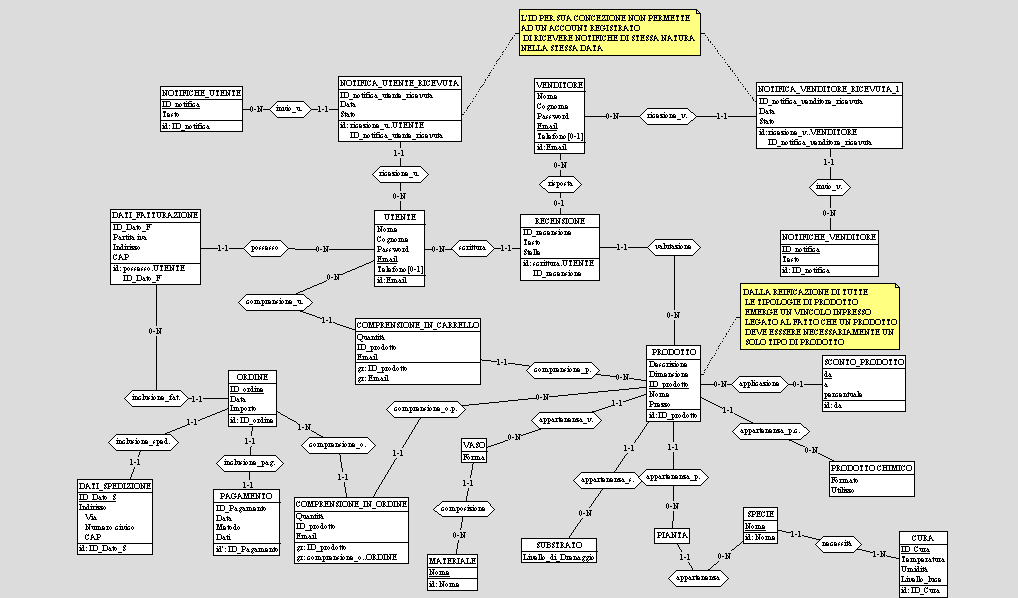 L'ID PER SUA CONCEZIONE NON PERMETTE
AD UN ACCOUNT REGISTRATO
DI RICEVERE NOTIFICHE DI STESSA NATURA
NELLA STESSA DATA
NOTIFICHE_UTENTE
ID_notifica
Testo
id: ID_notifica
0-N
invio_u.
1-1
NOTIFICA_UTENTE_RICEVUTA
ID_notifica_utente_ricevuta
Data
Stato
id: ricezione_u.UTENTE
ID_notifica_utente_ricevuta
VENDITORE
Nome
Cognome
Password
Email
Telefono[0-1]
id: Email
0-N
ricezione_v.
1-1
NOTIFICA_VENDITORE_RICEVUTA_1
ID_notifica_venditore_ricevuta
Data
Stato
id: ricezione_v..VENDITORE
ID_notifica_venditore_ricevuta
1-1
ricezione_u.
0-N
0-N
risposta
0-1
1-1
invio_v.
0-N
DATI_FATTURAZIONE
ID_Dato_F
Partita iva
Indirizzo
CAP
id: possesso.UTENTE
ID_Dato_F
1-1
possesso
0-N
UTENTE
Nome
Cognome
Password
Email
Telefono[0-1]
id: Email
0-N
scrittura
1-1
RECENSIONE
ID_recensione
Testo
Stelle
id: scrittura.UTENTE
ID_recensione
1-1
valutazione
0-N
NOTIFICHE_VENDITORE
ID_notifica
Testo
id: ID_notifica
0-N
comprensione_u.
1-1
DALLA REIFICAZIONE DI TUTTE
LE TIPOLOGIE DI PRODOTTO
EMERGE UN VINCOLO INPRESSO
LEGATO AL FATTO CHE UN PRODOTTO
DEVE ESSSERE NECESSARIAMENTE UN
SOLO TIPO DI PRODOTTO
COMPRENSIONE_IN_CARRELLO
Quantità
ID_prodotto
Email
gr: ID_prodotto
gr: Email
1-1
comprensione_p.
0-N
PRODOTTO
Descrizione
Dimensione
ID_prodotto
Nome
Prezzo
id: ID_prodotto
0-N
applicazione
0-1
SCONTO_PRODOTTO
da
a
percentuale
id: da
0-N
inclusione_fat.
1-1
ORDINE
ID_ordine
Data
Importo
id: ID_ordine
0-N
comprensione_o.p.
1-1
1-1
appartenenza_v.
0-N
1-1
appartenenza_p.c.
0-N
PRODOTTO CHIMICO
Formato
Utilizzo
1-1
inclusione_sped.
1-1
1-1
inclusione_pag.
1-1
1-N
comprensione_o.
1-1
VASO
Forma
1-1
composizione
0-N
1-1
appartenenza_s.
0-N
1-1
appartenenza_p.
0-N
DATI_SPEDIZIONE
ID_Dato_S
Indirizzo
Via
Numero civico
CAP
id: ID_Dato_S
PAGAMENTO
ID_Pagamento
Data
Metodo
Dati
id': ID_Pagamento
COMPRENSIONE_IN_ORDINE
Quantità
ID_prodotto
Email
gr: ID_prodotto
gr: comprensione_o..ORDINE
MATERIALE
Nome
id: Nome
SUBSTRATO
Livello_di_Drenaggio
PIANTA
1-1
appartenenza
0-N
SPECIE
Nome
id: Nome
1-1
necessità
1-N
CURA
ID_Cura
Temperatura
Umidità
Livello_luce
id: ID_Cura